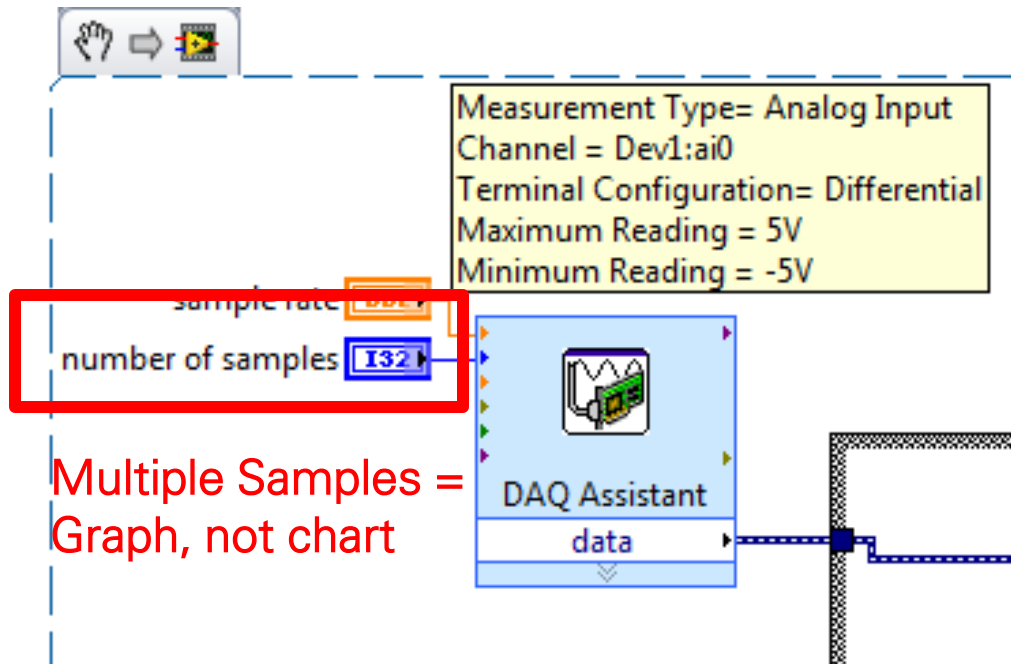 Measurement Type= Analog Input
Channel = Dev1:ai0
Terminal Configuration= Differential
Maximum Reading = 5V
Minimum Reading = -5V
sample rate DBL
number of samples I32
Multiple Samples =
Graph, not chart
DAQ Assistant
data